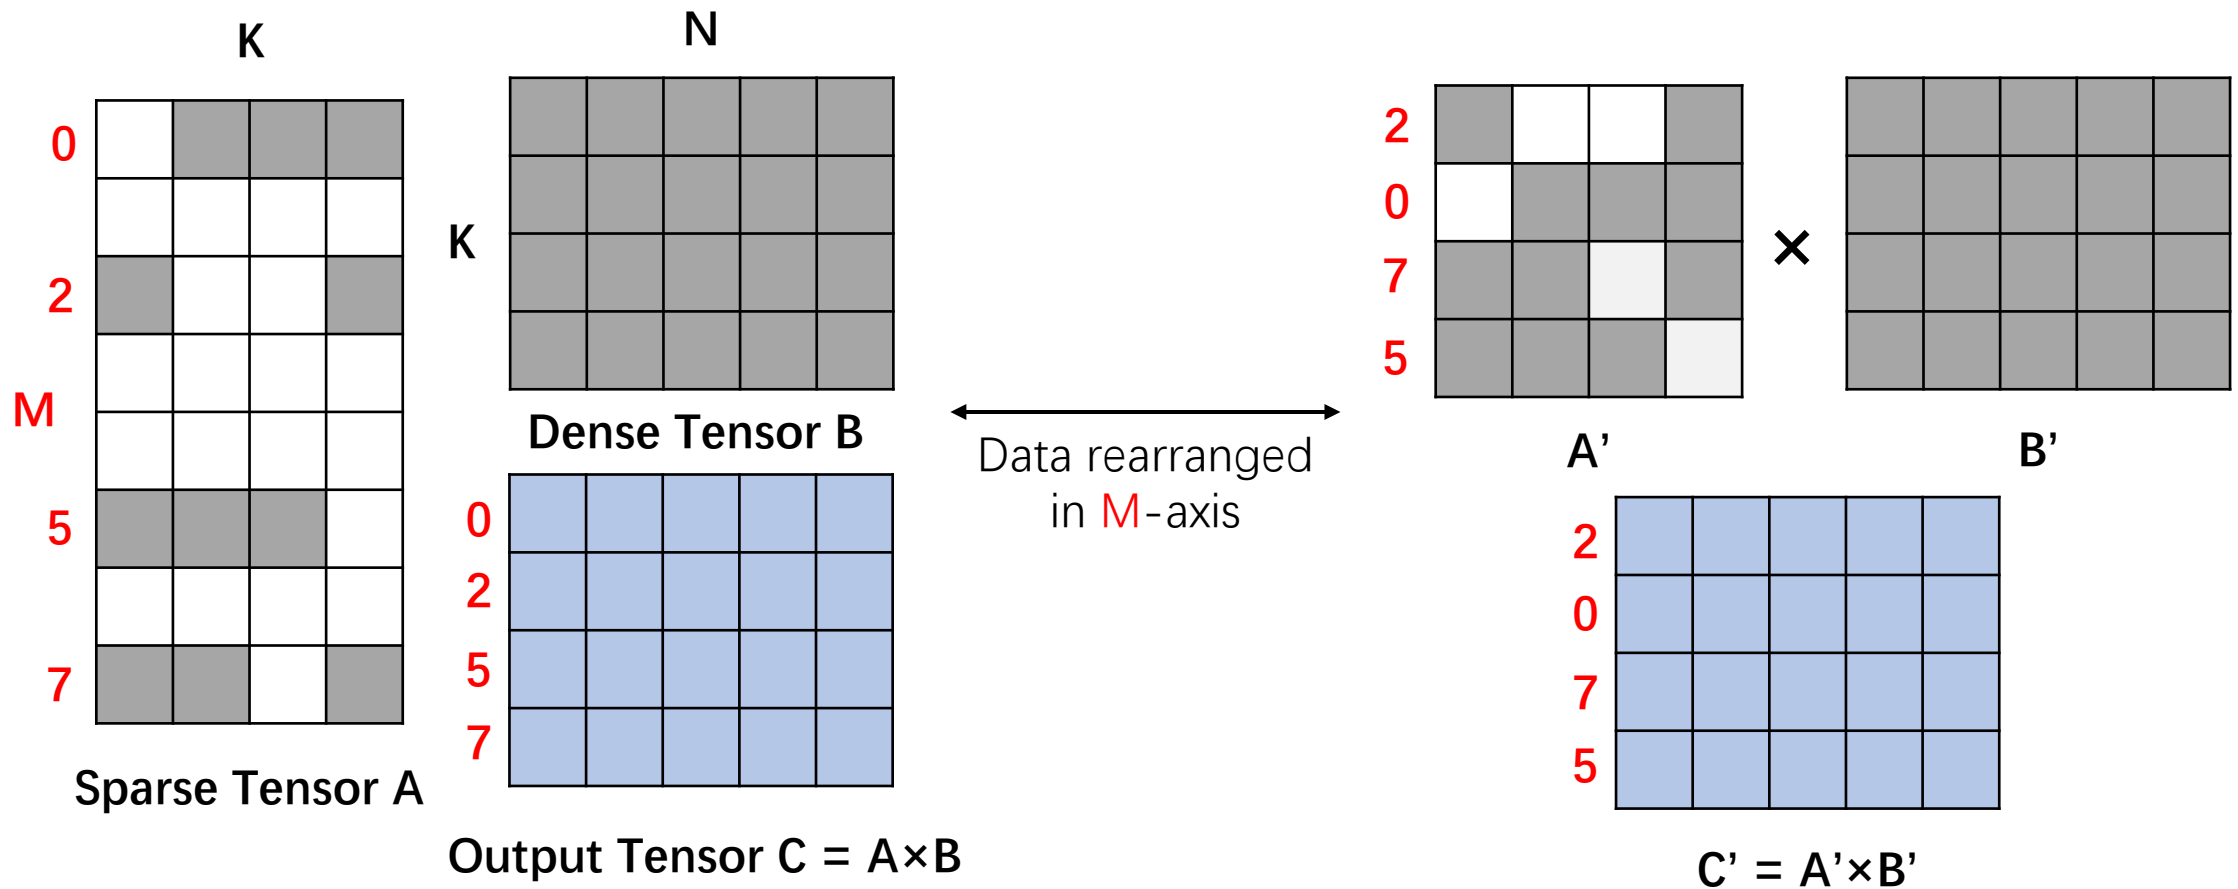 K
0
2
M
5
7
Sparse Tensor A
N
K
Dense Tensor B
0
2
5
7
Output Tensor C = A×B
Data rearranged
in M-axis
2
0
7
5
A’
×
B’
2
0
7
5
C’ = A’×B’